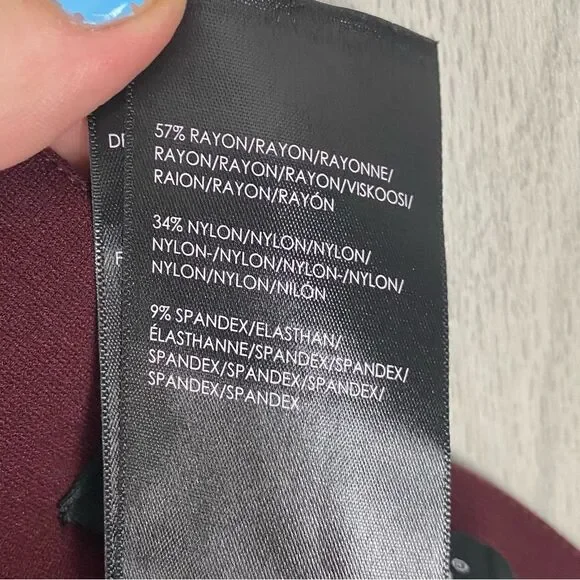 57% RAYON/RAYON/RAYONNE/
RAYON/RAYON/RAYON/VISKOOSI/
RAION/RAYON/RAYÓN
34% NYLON/NYLON/NYLON/
NYLON-/NYLON/NYLON-/NYLON/
NYLON/NYLON/NILÓN
9% SPANDEX/ELASTHAN/
ÉLASTHANNE/SPANDEX/SPANDEX/
SPANDEX/SPANDEX/SPANDEX/
SPANDEX/SPANDEX